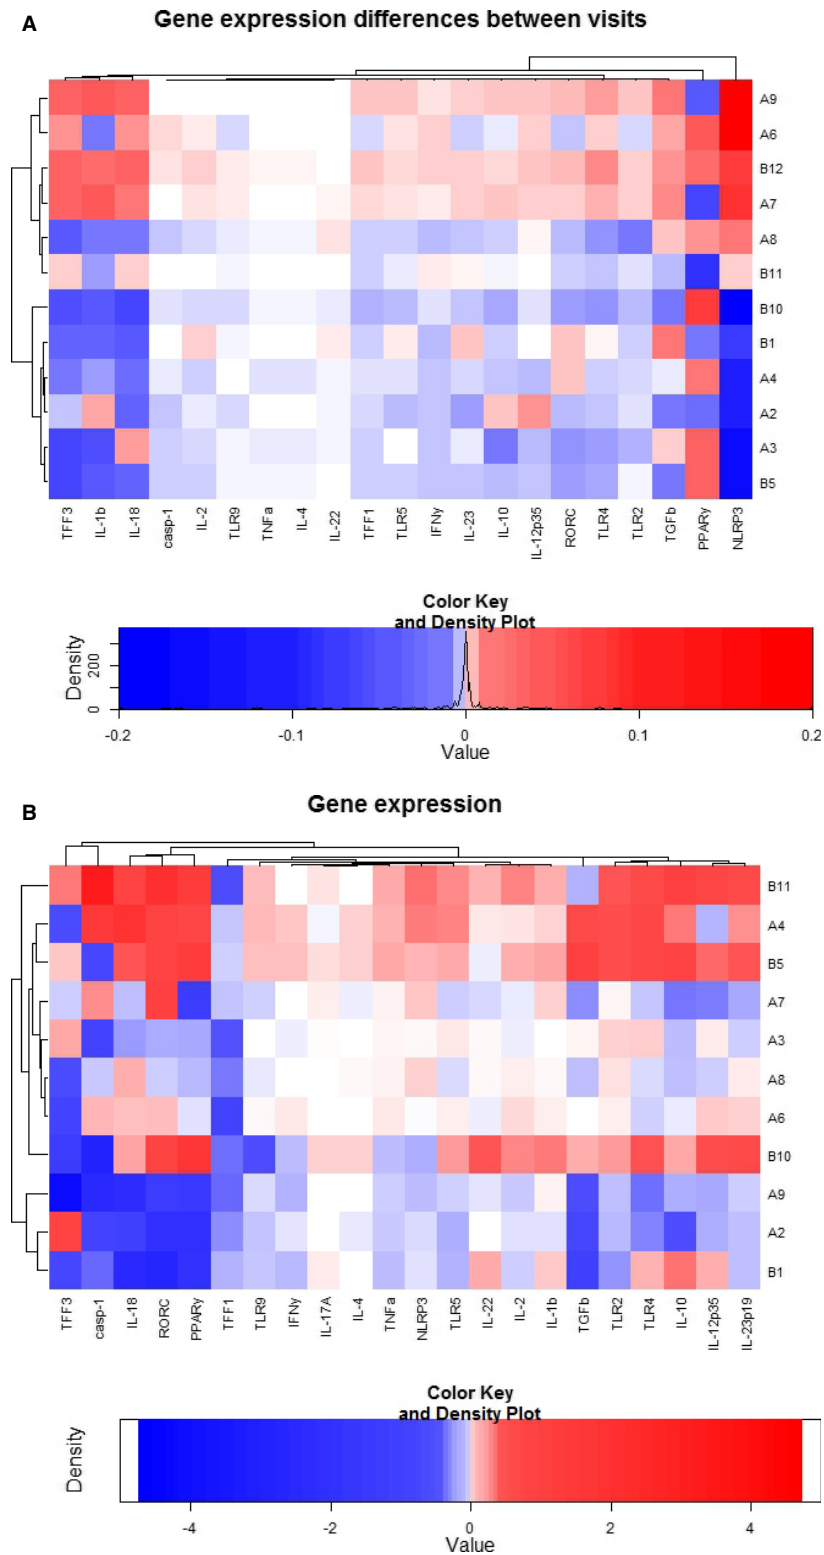 A
Gene expression differences between visits
A9
A6
B12
A7
A8
B11
B10
B1
A4
A2
A3
B5
TFF3 IL-1b IL-18 casp-1 IL-2 TLR9 TNFa IL-4 IL-22 TFF1 TLR5 IFNy IL-23 IL-10 IL-12p35 RORC TLR4 TLR2 TGFb PPARy NLRP3
Color Key
and Density Plot
Density
0 200
-0.2 -0.1 0 0.1 0.2
Value
B
Gene expression
B11
A4
B5
A7
A3
A8
A6
B10
A9
A2
B1
TFF3 casp-1 IL-18 RORC PPARy TFF1 TLR9 IFNy IL-17A IL-4 TNFa NLRP3 TLR5 IL-22 IL-2 IL-1b TGFb TLR2 TLR4 IL-10 IL-12p35 IL-23p19
Color Key
and Density Plot
Density
-4 -2 0 2 4
Value